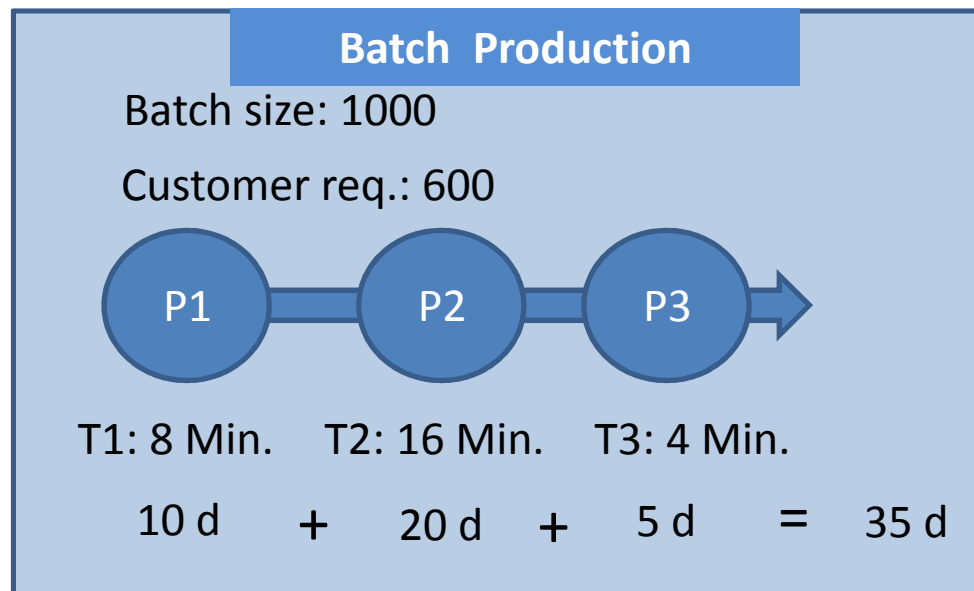 Batch Production
Batch size: 1000
Customer req.: 600
P1 P2 P3
T1: 8 Min. T2: 16 Min. T3: 4 Min.
10 d + 20 d + 5 d = 35 d